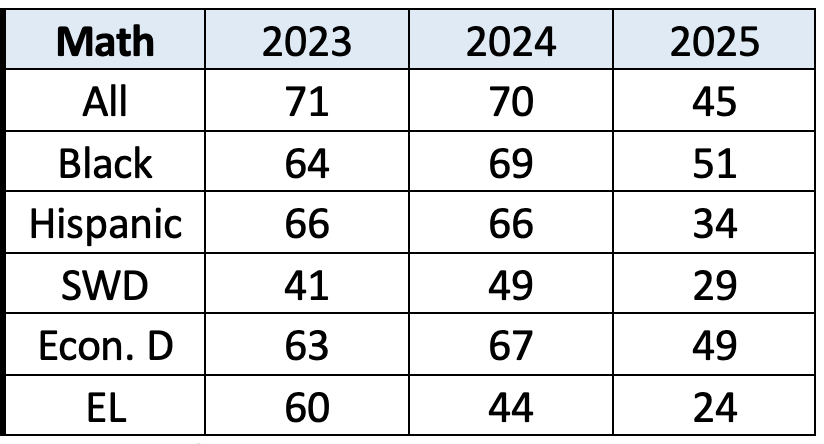 Math 2023 2024 2025
All 71 70 45
Black 64 69 51
Hispanic 66 66 34
SWD 41 49 29
Econ. D 63 67 49
EL 60 44 24